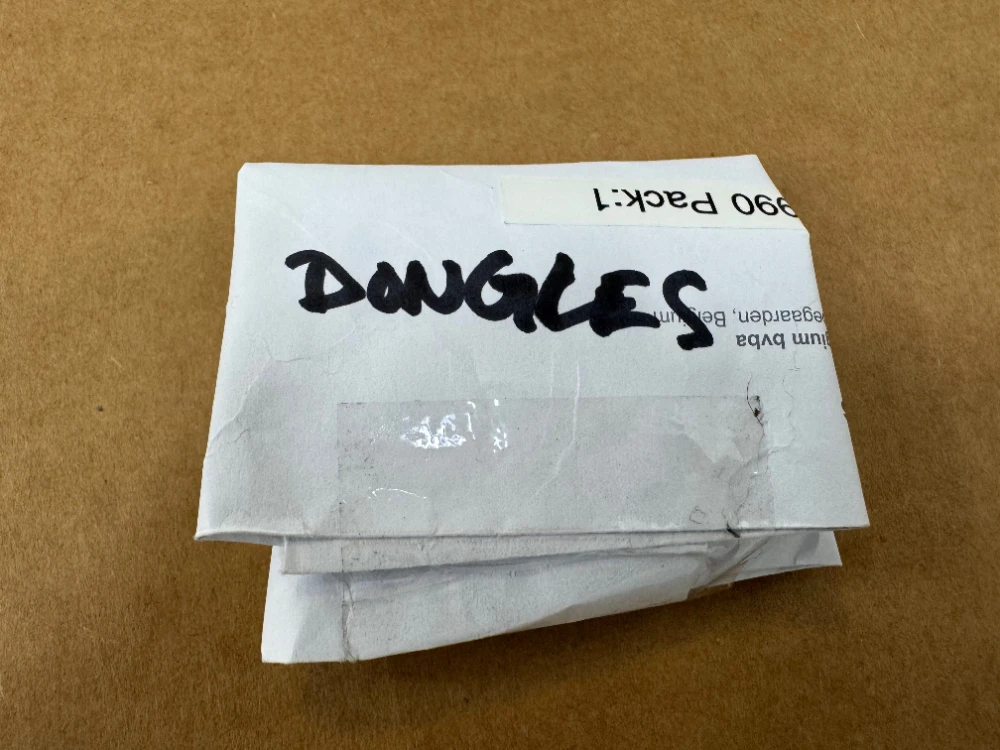 990 Pack:1
DONGLES
ium bvba
egaarden, Belgium